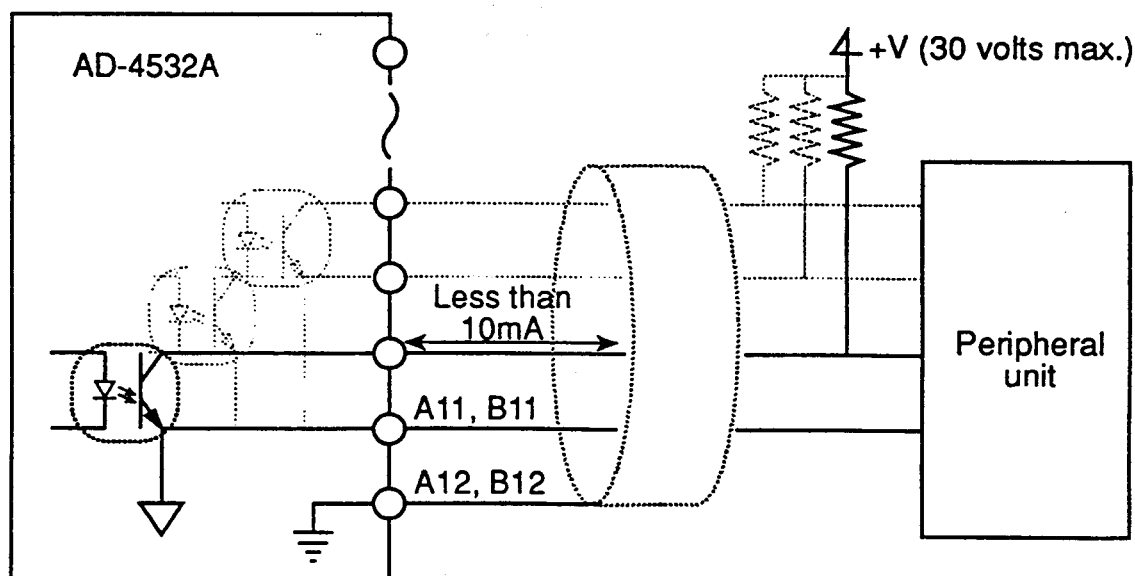 AD-4532A
+V (30 volts max.)
Less than
10mA
Peripheral
unit
A11, B11
A12, B12